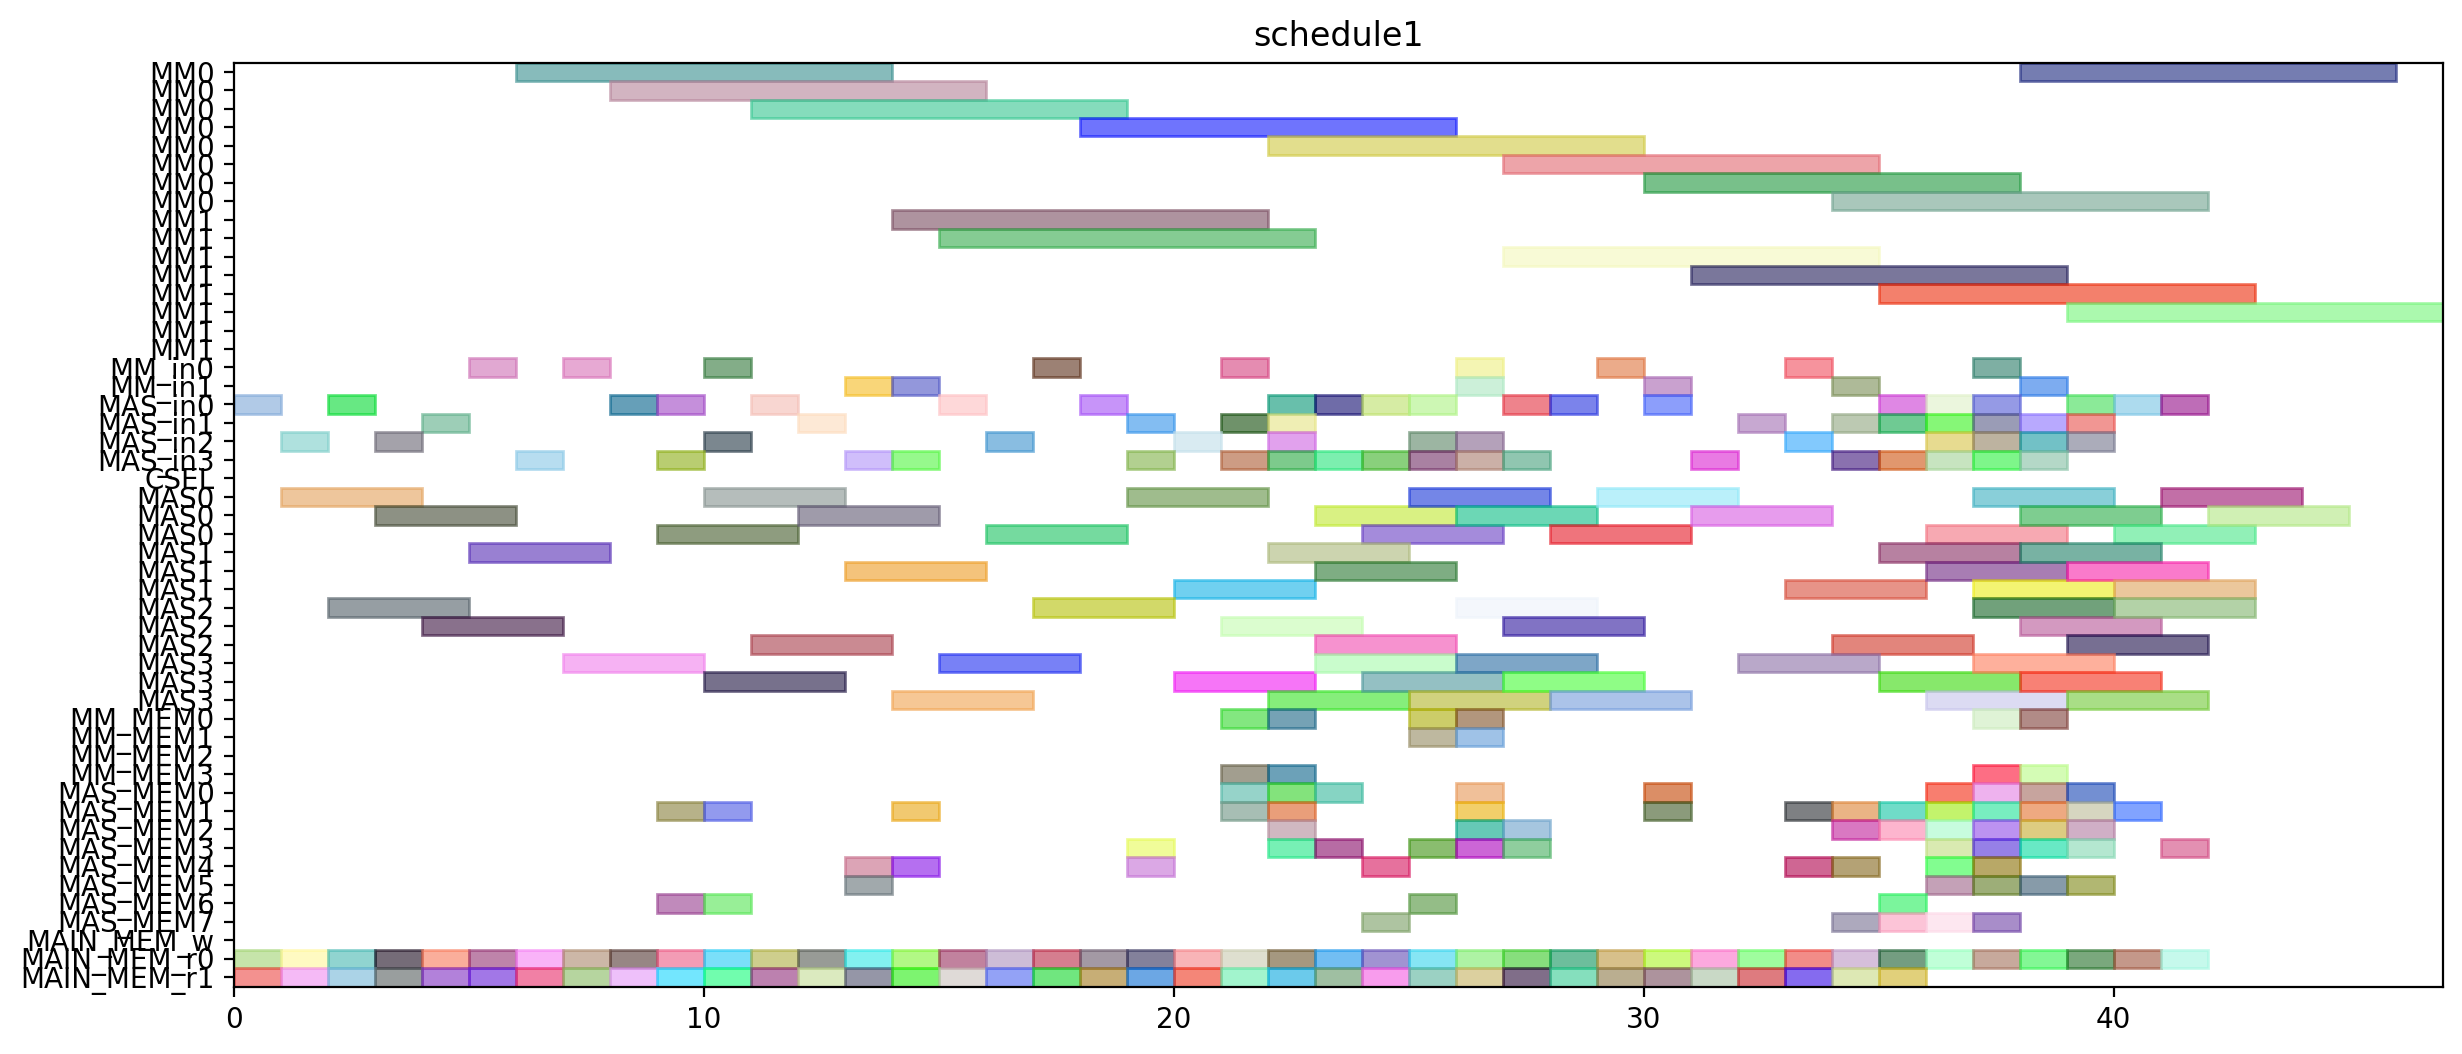 schedule1
MM0
MM0
MM0
MM0
MM0
MM0
MM0
MM0
MM1
MM1
MM1
MM1
MM1
MM1
MM1
MM1
MM_in0
MM_in1
MAS_in0
MAS_in1
MAS_in2
MAS_in3
CSEL
MAS0
MAS0
MAS0
MAS1
MAS1
MAS1
MAS2
MAS2
MAS2
MAS3
MAS3
MAS3
MM_MEM0
MM_MEM1
MM_MEM2
MM_MEM3
MAS_MEM0
MAS_MEM1
MAS_MEM2
MAS_MEM3
MAS_MEM4
MAS_MEM5
MAS_MEM6
MAS_MEM7
MAIN_MEM_w
MAIN_MEM_r0
MAIN_MEM_r1
0 10 20 30 40